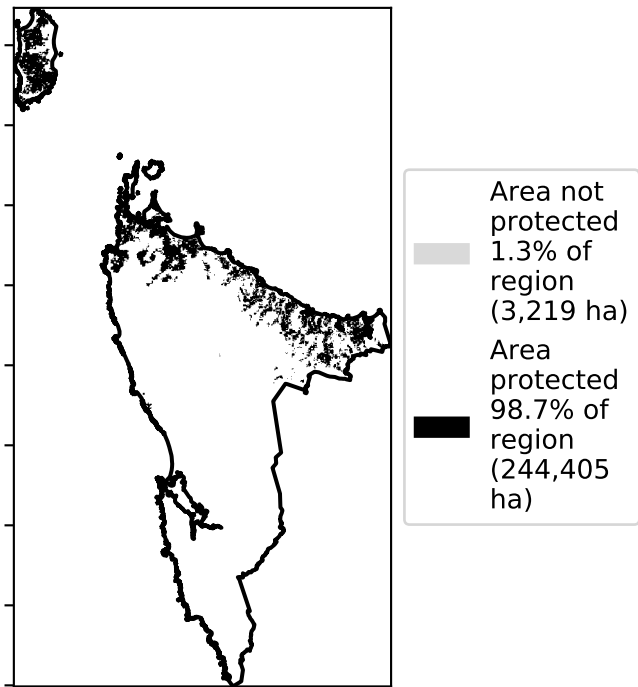 Area not
protected
1.3% of
region
(3,219 ha)
Area
protected
98.7% of
region
(244,405
ha)